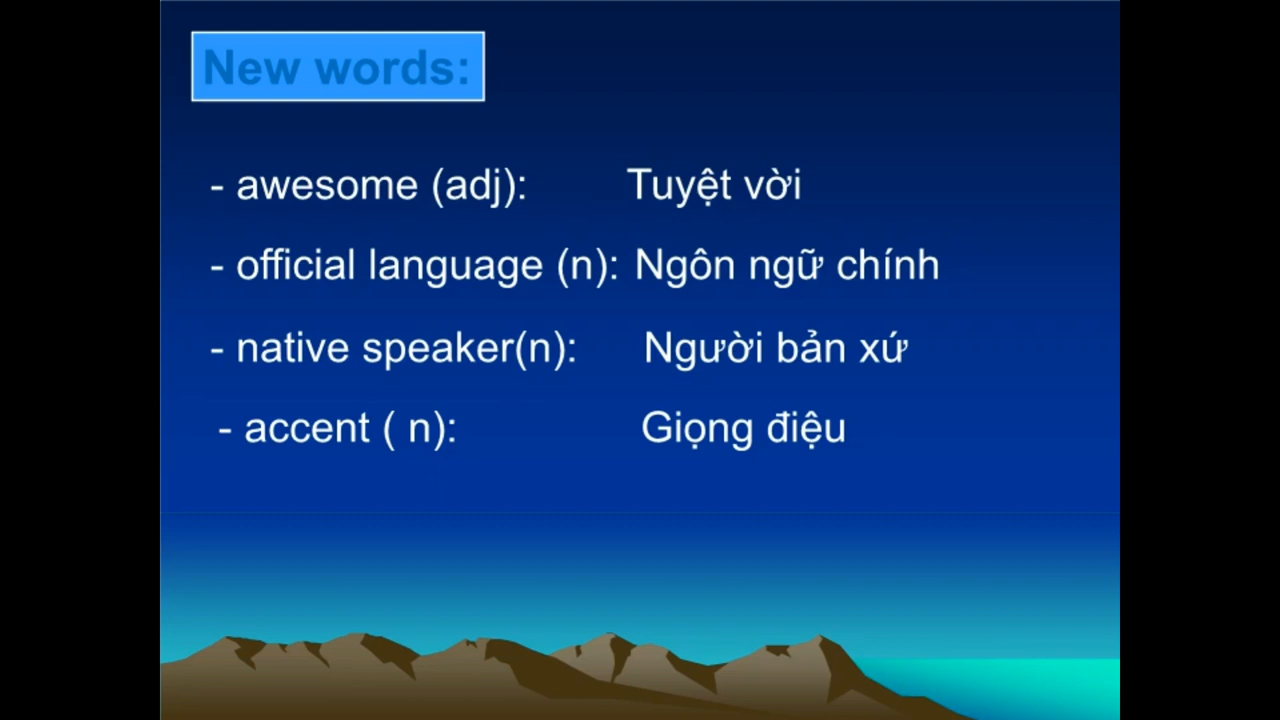 New words:
- awesome (adj): Tuyệt vời
- official language (n): Ngôn ngữ chính
- native speaker(n): Người bản xứ
- accent ( n): Giọng điệu